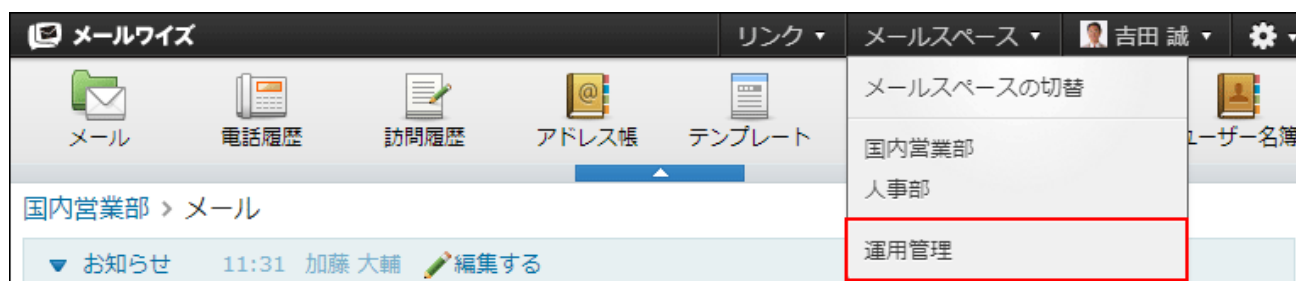 メールワイズ リンク ▼ メールスペース ▼ 吉田 誠 ▼
メール 電話履歴 訪問履歴 アドレス帳 テンプレート ユーザー名簿
メールスペースの切替
国内営業部
人事部
運用管理
国内営業部 > メール
▼ お知らせ 11:31 加藤 大輔 編集する